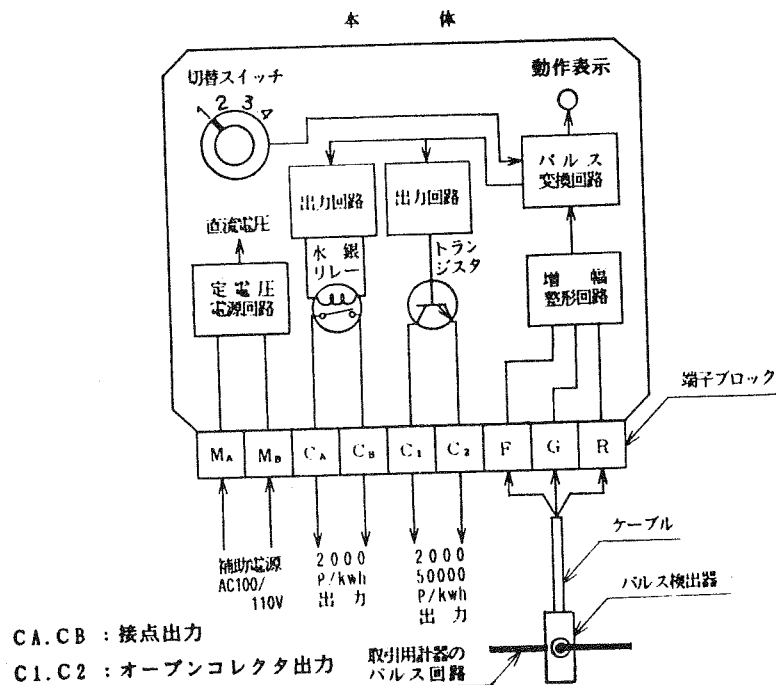 本 体
切替スイッチ
1 2 3 4
動作表示
パルス
変換回路
出力回路
出力回路
直流電圧
水銀
リレー
トラン
ジスタ
定電圧
電源回路
増幅
整形回路
端子ブロック
MA MB CA CB C1 C2 F G R
補助電源
AC100/
110V
2000
P/kwh
出 力
2000
50000
P/kwh
出 力
ケーブル
パルス検出器
取引用計器の
パルス回路
CA.CB : 接点出力
C1.C2 : オープンコレクタ出力